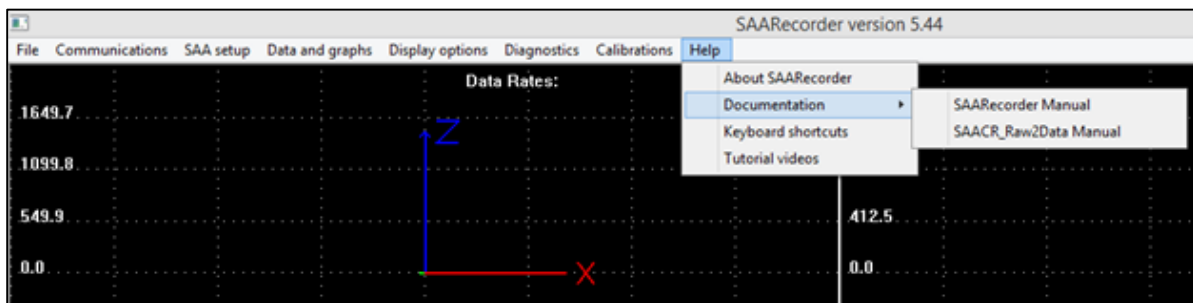 SAARecorder version 5.44
File Communications SAA setup Data and graphs Display options Diagnostics Calibrations Help
Data Rates:
About SAARecorder
Documentation
Keyboard shortcuts
Tutorial videos
SAARecorder Manual
SAACR_Raw2Data Manual
1649.7
1099.8
549.9
0.0
Z
X
412.5
0.0